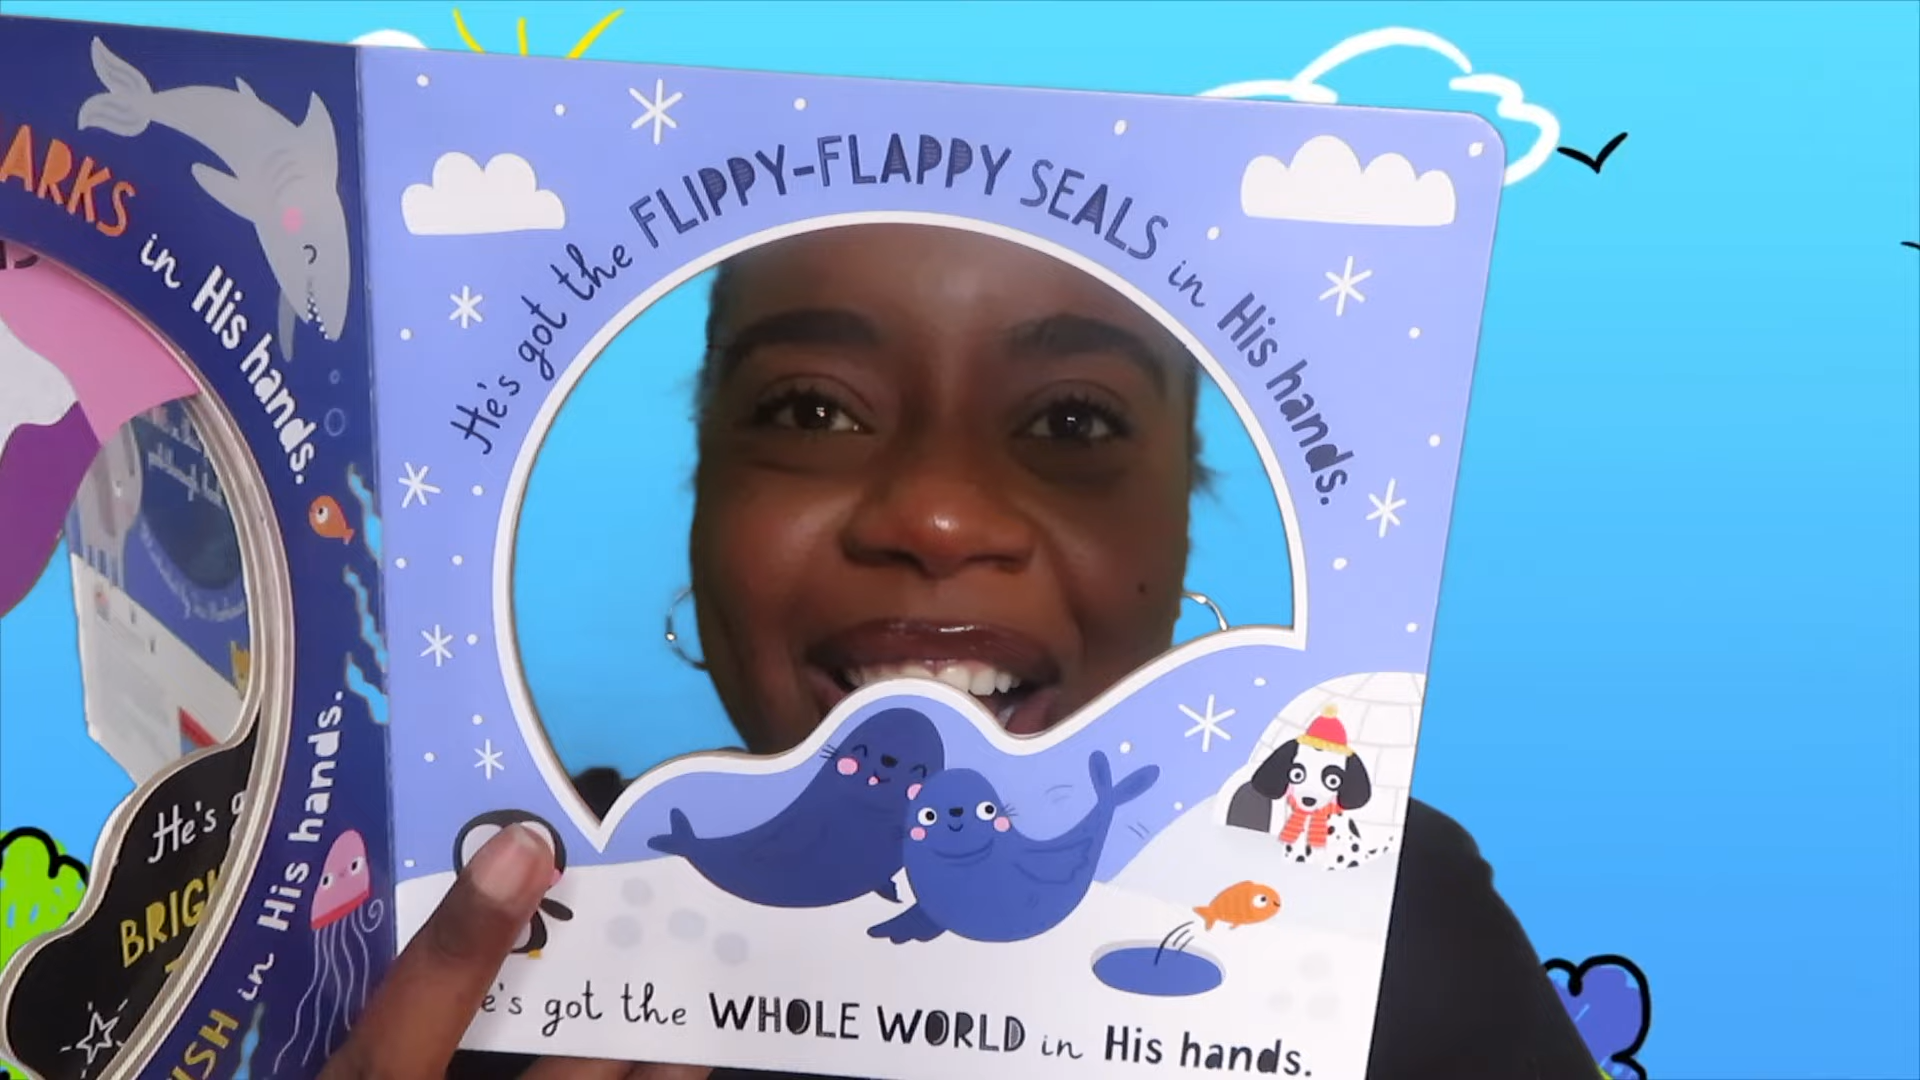 ARKS in His hands.
ISH in His hands.
He's
BRIG
He's got the FLIPPY-FLAPPY SEALS in His hands.
e's got the WHOLE WORLD in His hands.